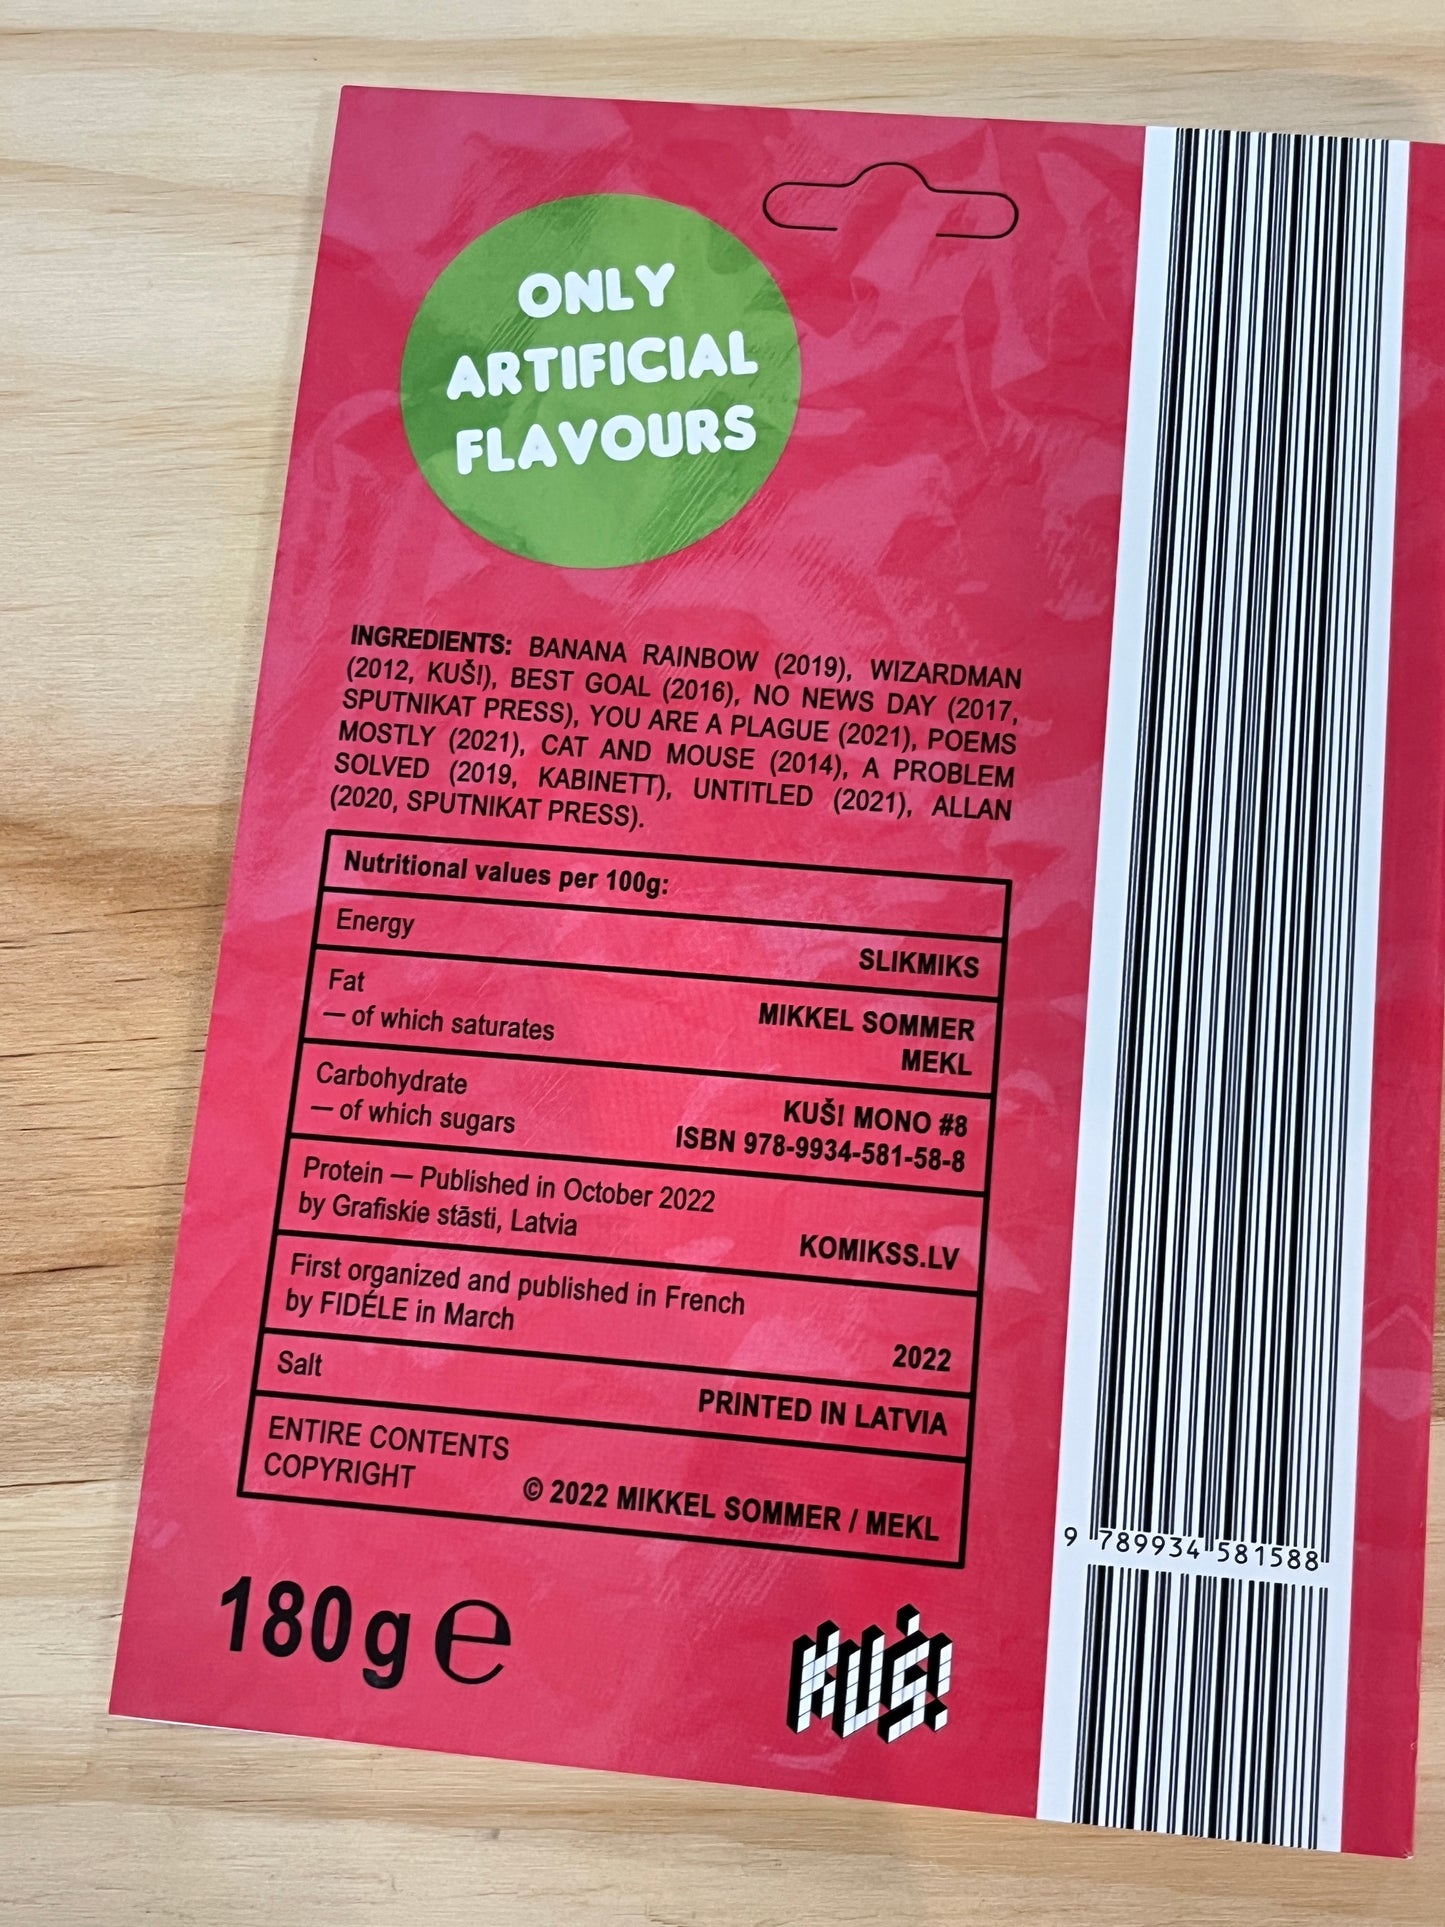 ONLY
ARTIFICIAL
FLAVOURS
INGREDIENTS: BANANA RAINBOW (2019), WIZARDMAN
(2012, KUŠ!), BEST GOAL (2016), NO NEWS DAY (2017,
SPUTNIKAT PRESS), YOU ARE A PLAGUE (2021), POEMS
MOSTLY (2021), CAT AND MOUSE (2014), A PROBLEM
SOLVED (2019, KABINETT), UNTITLED (2021), ALLAN
(2020, SPUTNIKAT PRESS).
Nutritional values per 100g:
Energy SLIKMIKS
Fat MIKKEL SOMMER
— of which saturates MEKL
Carbohydrate KUŠ! MONO #8
— of which sugars ISBN 978-9934-581-58-8
Protein — Published in October 2022
by Grafiskie stāsti, Latvia KOMIKSS.LV
First organized and published in French
by FIDÉLE in March 2022
Salt PRINTED IN LATVIA
ENTIRE CONTENTS
COPYRIGHT © 2022 MIKKEL SOMMER / MEKL
9 789934 581588
180g ℮
KUŠ!